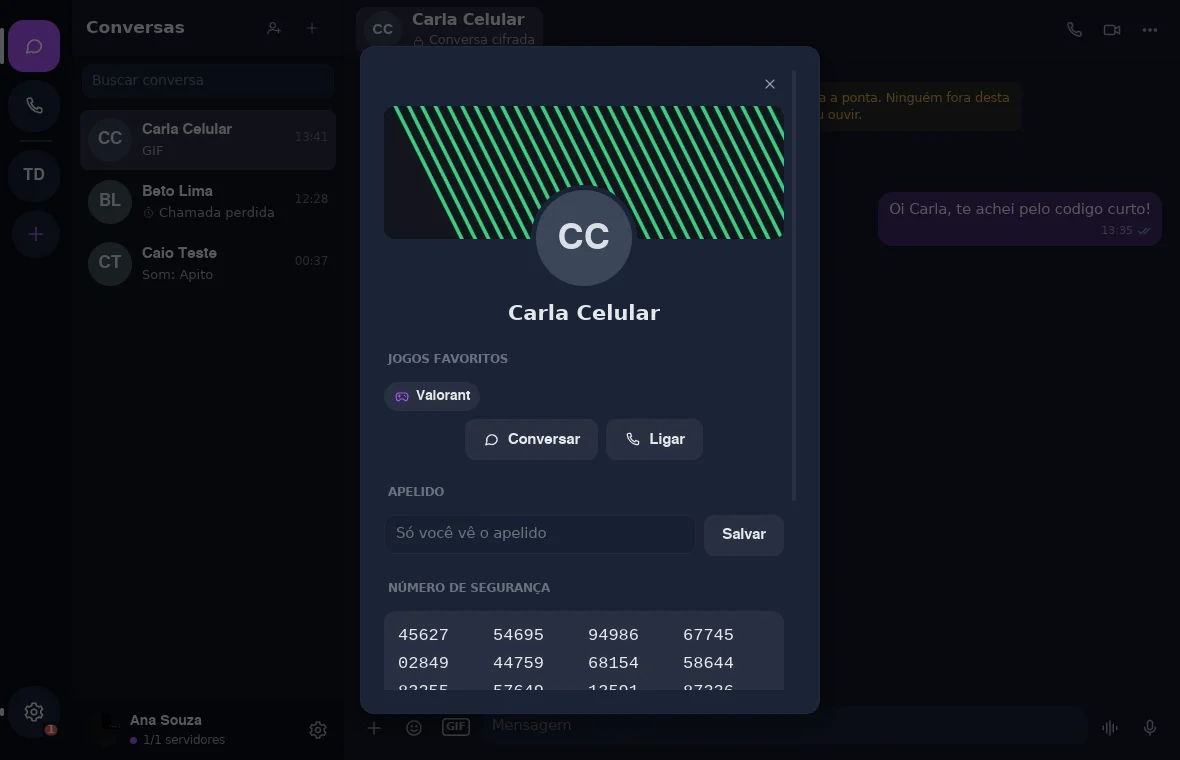 Conversas
Buscar conversa
CC
Carla Celular
13:41
GIF
BL
Beto Lima
12:28
Chamada perdida
CT
Caio Teste
00:37
Som: Apito
TD
1
Ana Souza
1/1 servidores
CC
Carla Celular
Conversa cifrada
a a ponta. Ninguém fora desta
ouvir.
Oi Carla, te achei pelo codigo curto!
13:35
CC
Carla Celular
JOGOS FAVORITOS
Valorant
Conversar
Ligar
APELIDO
Só você vê o apelido
Salvar
NÚMERO DE SEGURANÇA
45627 54695 94986 67745
02849 44759 68154 58644
GIF
Mensagem